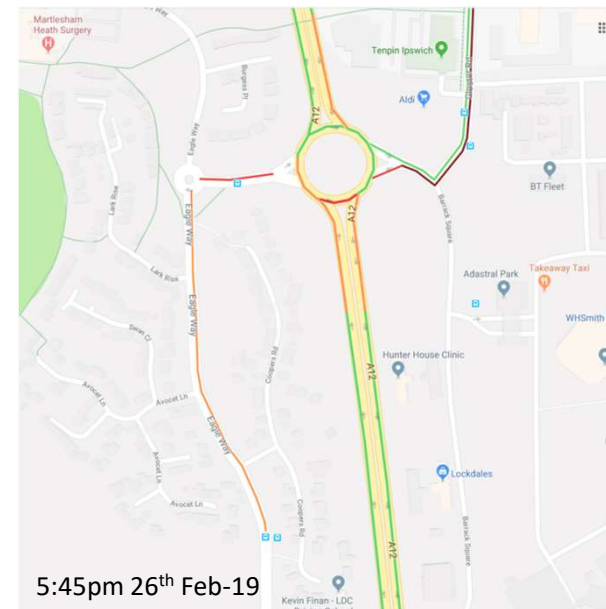 Martlesham
Heath Surgery
Tenpin Ipswich
Burgess Pl
A12
Aldi
Eagle Way
BT Fleet
Lark Rise
Eagle Way
A12
Barrack Square
Adastral Park
Takeaway Taxi
Lark Rise
Eagle Way
WHSmith
Swan Cl
Coopers Rd
Hunter House Clinic
A12
Avocet Ln
Avocet Ln
Eagle Way
Lockdales
Avocet Ln
Coopers Rd
Barrack Square
A12
5:45pm 26th Feb-19
Kevin Finan - LDC